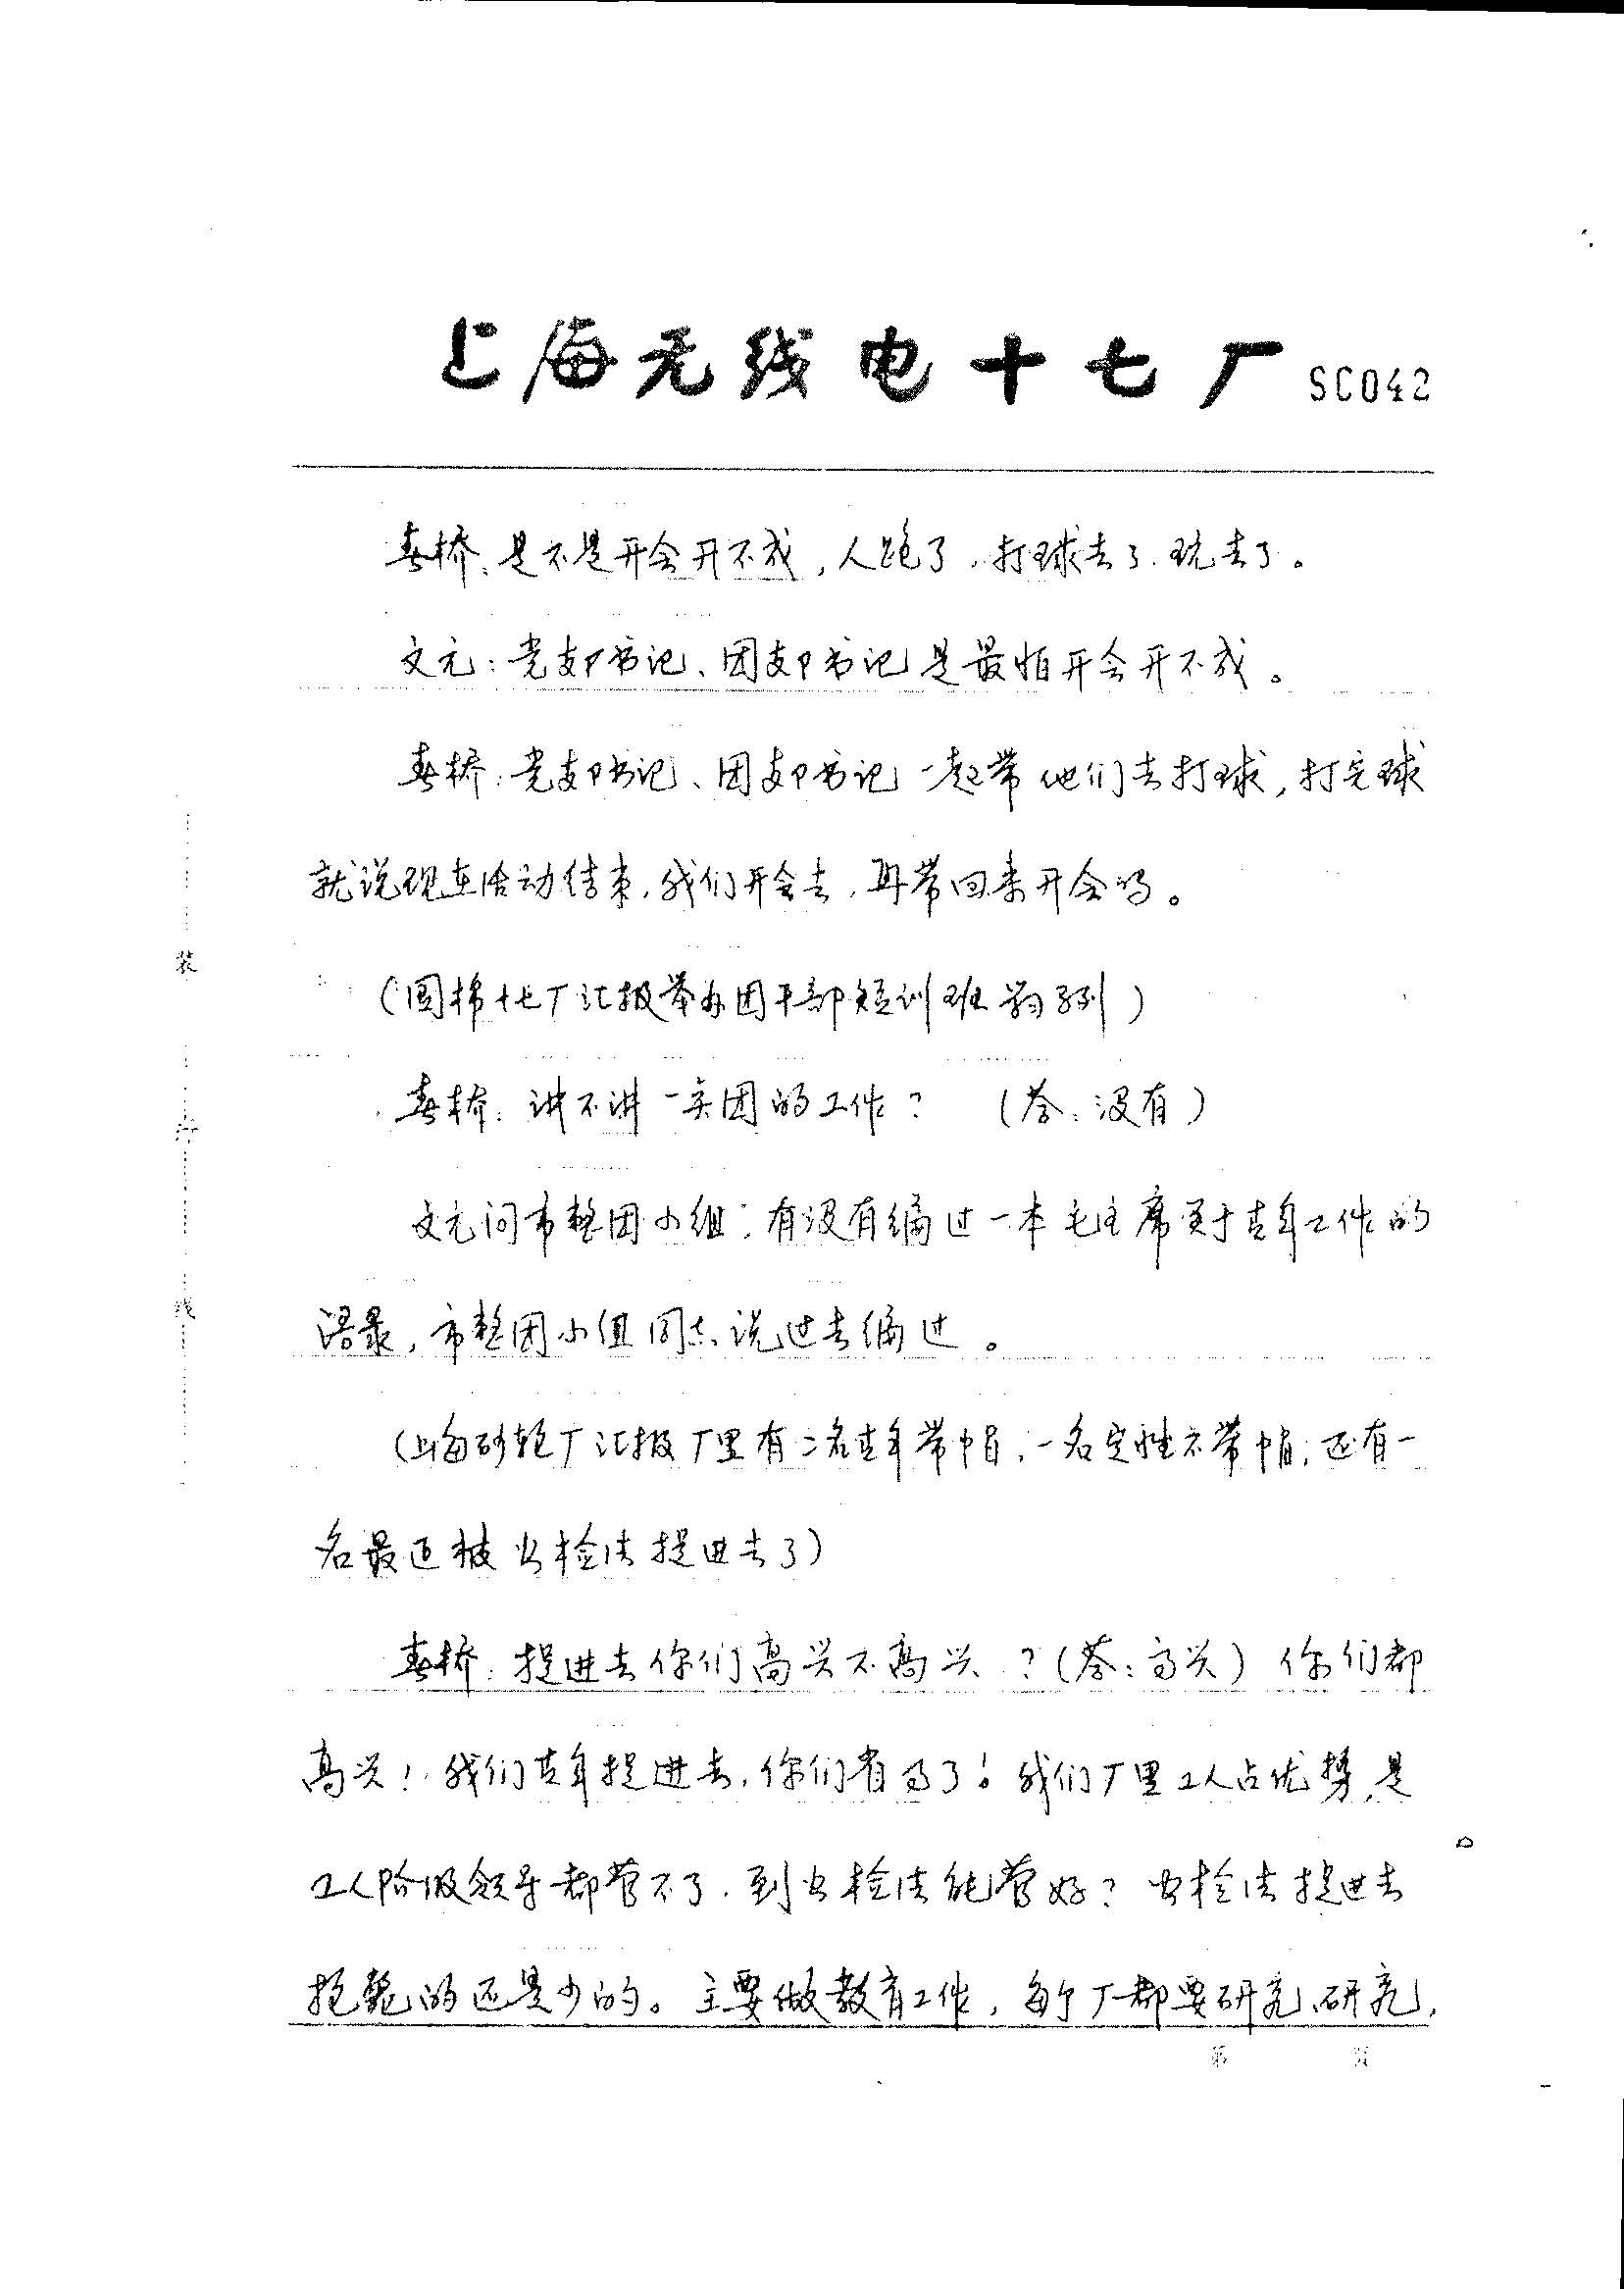 上海无线电十七厂 SC042
春桥：是不是开会开不成，人跑了，打球去了，玩去了。
文元：党支部书记、团支部书记是最怕开会开不成。
春桥：党支部书记、团支部书记一起带他们去打球，打完球
就说现在活动结束，我们开会去，再带回来开会吗。
（国棉十七厂汇报举办团干部短训班）
春桥：讲不讲一点团的工作？（答：没有）
文元问市整团小组：有没有编过一本毛主席关于青年工作的
语录，市整团小组同志说过去编过。
（上海砂轮厂汇报厂里有二名青年带帽，一名定性不带帽，还有一
名最近被公检法捉进去了）
春桥：捉进去你们高兴不高兴？（答：高兴）你们都
高兴！我们青年捉进去，你们省事了！我们厂里工人占优势，是
工人阶级领导都管不了，到公检法能管好？公检法捉进去
的还是少的。主要做教育工作，每个厂都要研究研究，
装
订
线
第 页